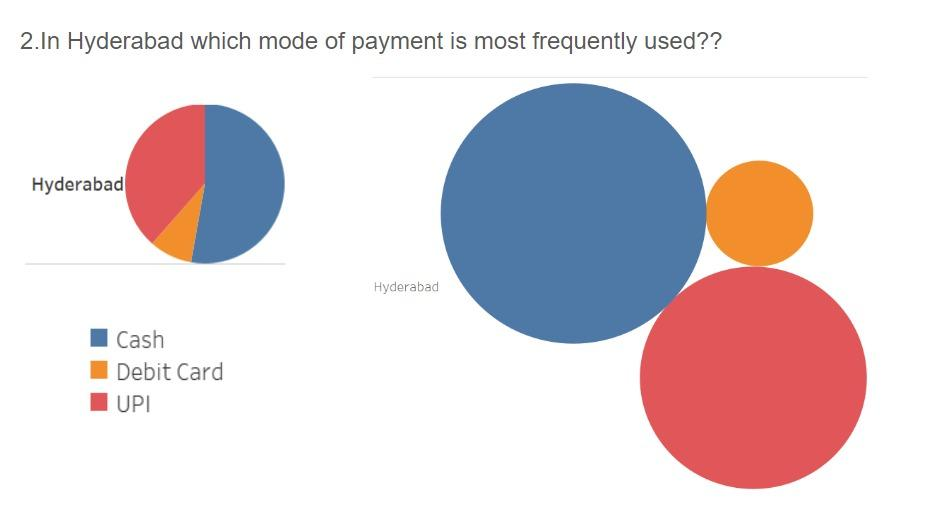 2.In Hyderabad which mode of payment is most frequently used??
Hyderabad
Cash
Debit Card
UPI
Hyderabad